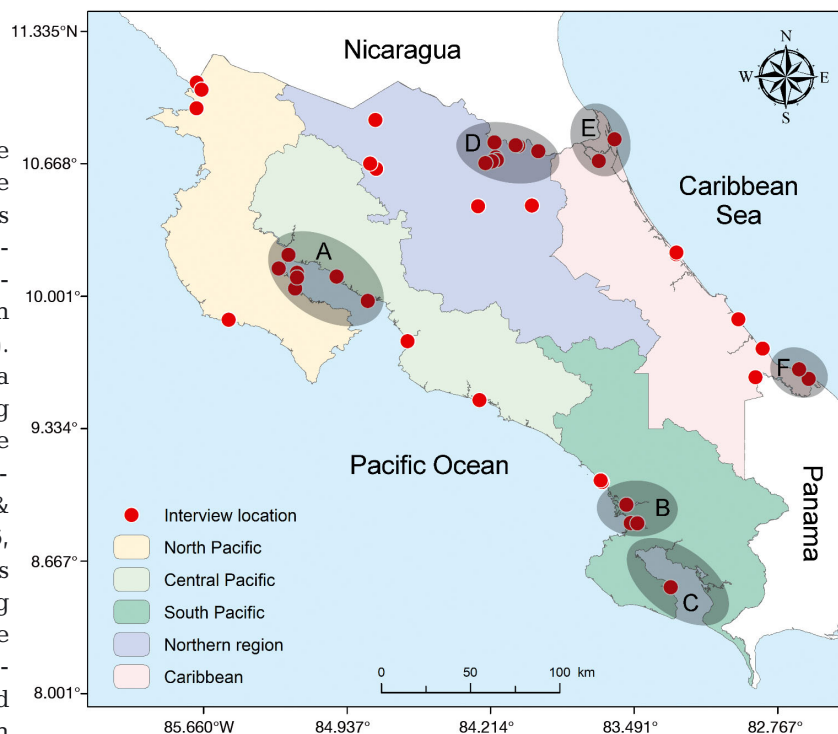 11.335°N
10.668°
10.001°
9.334°
8.667°
8.001°
85.660°W
84.937°
84.214°
83.491°
82.767°
Nicaragua
N
W
E
S
D
E
Caribbean
Sea
A
F
Pacific Ocean
B
Panama
C
Interview location
North Pacific
Central Pacific
South Pacific
Northern region
Caribbean
0
50
100 km
e
e
s
-
-
n
).
a
g
e
-
&
s
g
e
-
d